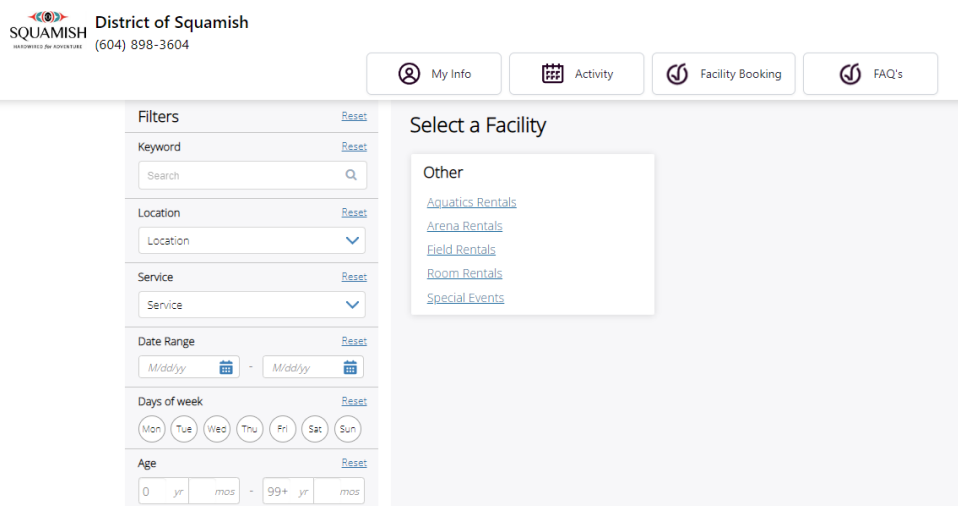 SQUAMISH
HARDWIRED for ADVENTURE
District of Squamish
(604) 898-3604
My Info
Activity
Facility Booking
FAQ's
Filters Reset
Keyword Reset
Search
Location Reset
Location
Service Reset
Service
Date Range Reset
M/dd/yy - M/dd/yy
Days of week Reset
Mon Tue Wed Thu Fri Sat Sun
Age Reset
0 yr mos - 99+ yr mos
Select a Facility
Other
Aquatics Rentals
Arena Rentals
Field Rentals
Room Rentals
Special Events